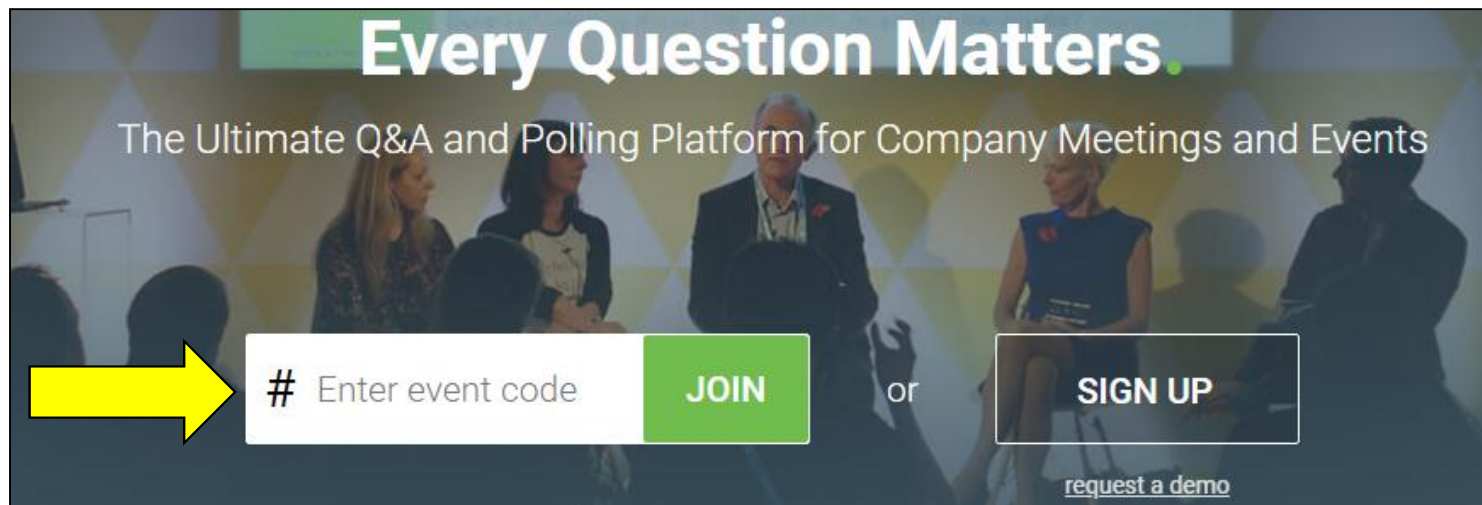 Every Question Matters.
The Ultimate Q&A and Polling Platform for Company Meetings and Events
# Enter event code JOIN or SIGN UP
request a demo